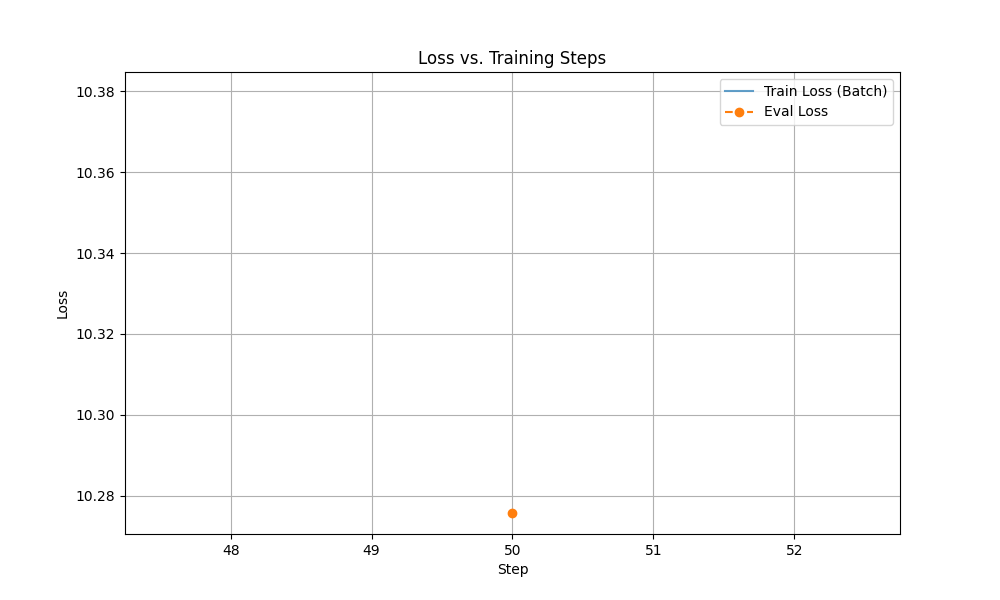 Loss vs. Training Steps
10.38
10.36
10.34
10.32
10.30
10.28
Loss
Train Loss (Batch)
Eval Loss
48 49 50 51 52
Step